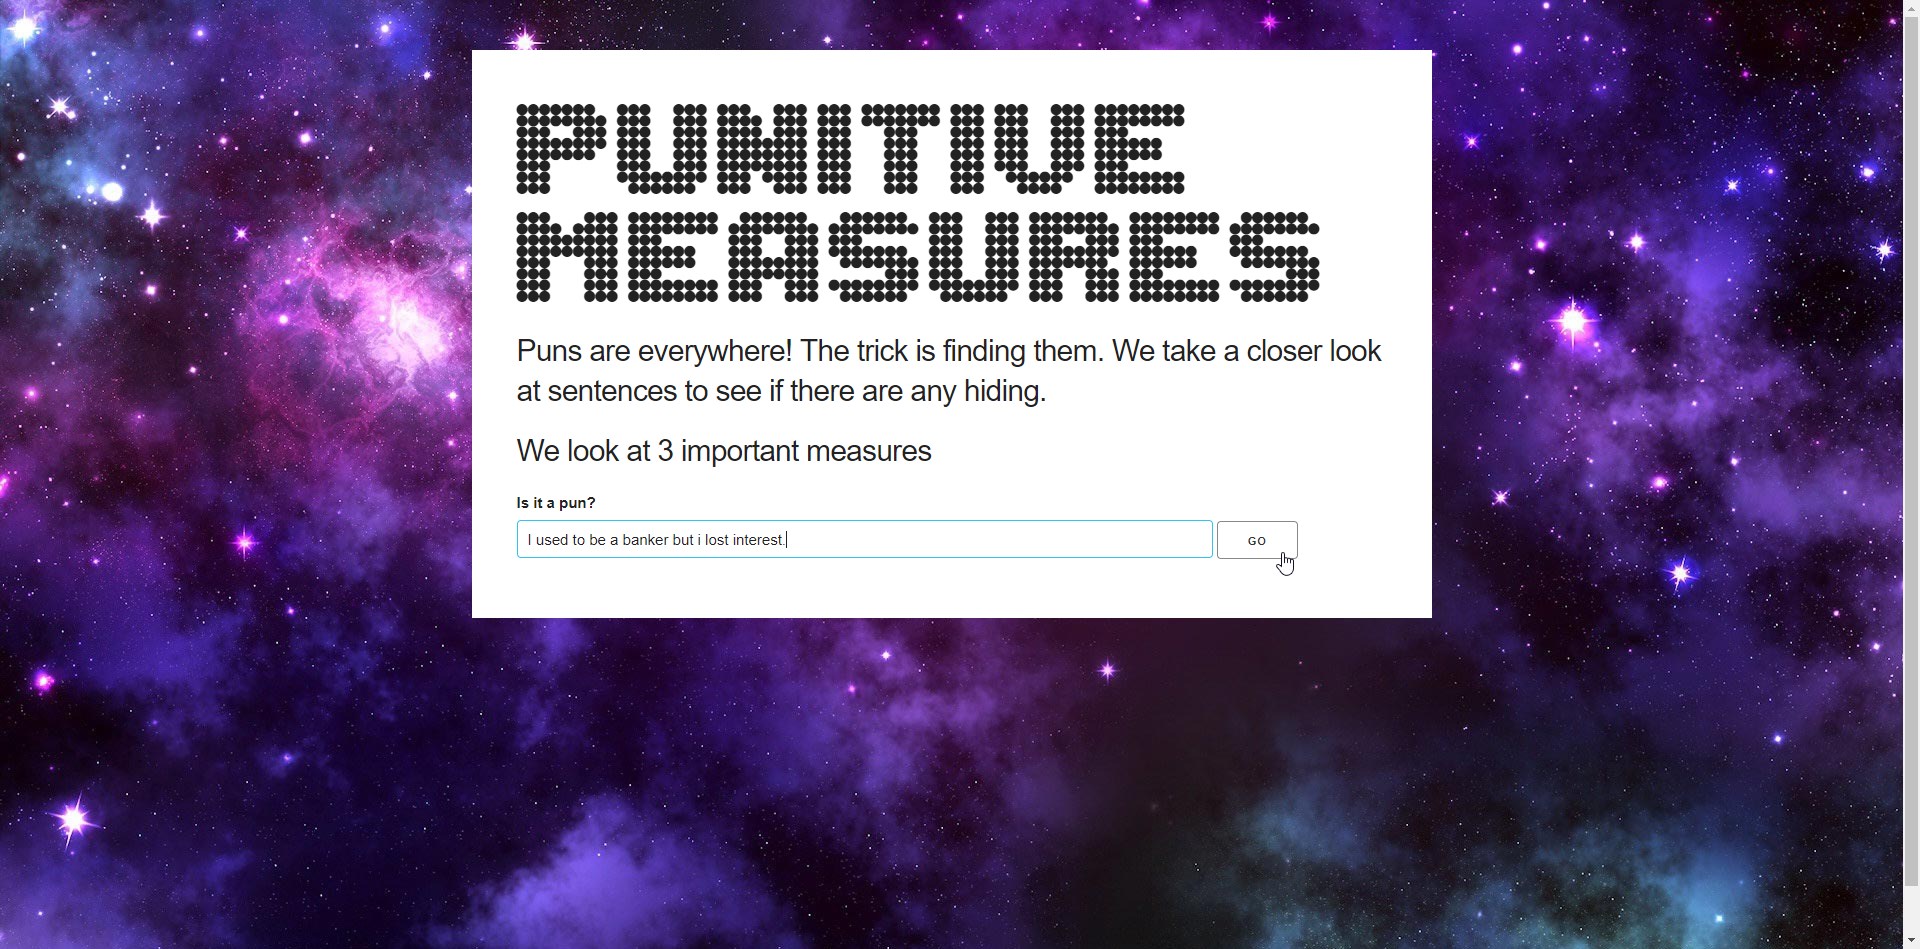 PUNITIVE
MEASURES
Puns are everywhere! The trick is finding them. We take a closer look
at sentences to see if there are any hiding.
We look at 3 important measures
Is it a pun?
I used to be a banker but i lost interest.
GO